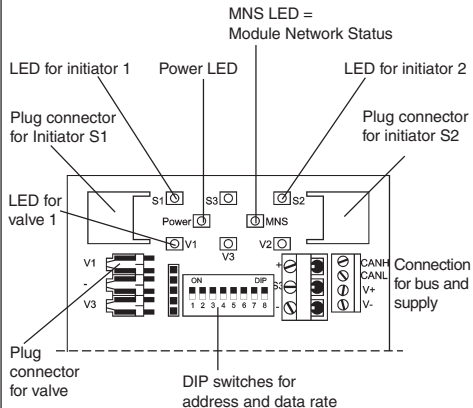 MNS LED =
Module Network Status
LED for initiator 1
Power LED
LED for initiator 2
Plug connector
for Initiator S1
Plug connector
for initiator S2
S1
S3
S2
Power
MNS
LED for
valve 1
V1
V3
V2
V1
-
V3
ON
DIP
1 2 3 4 5 6 7 8
+
S3
-
CANH
CANL
V+
V-
Connection
for bus and
supply
Plug
connector
for valve
DIP switches for
address and data rate